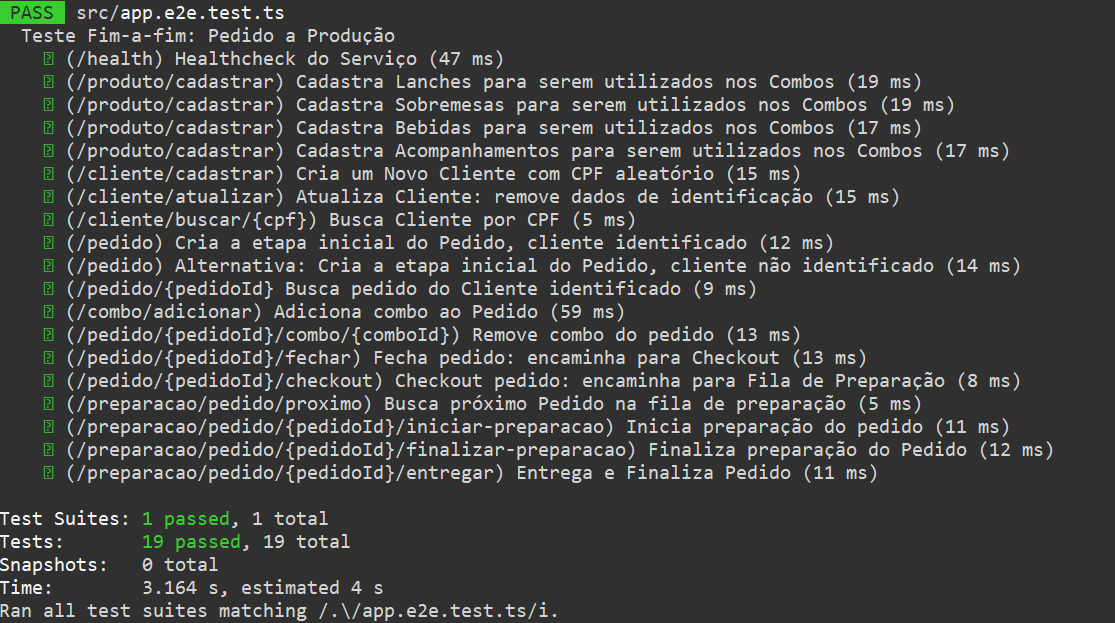 PASS src/app.e2e.test.ts
Teste Fim-a-fim: Pedido a Produção
(/health) Healthcheck do Serviço (47 ms)
(/produto/cadastrar) Cadastra Lanches para serem utilizados nos Combos (19 ms)
(/produto/cadastrar) Cadastra Sobremesas para serem utilizados nos Combos (19 ms)
(/produto/cadastrar) Cadastra Bebidas para serem utilizados nos Combos (17 ms)
(/produto/cadastrar) Cadastra Acompanhamentos para serem utilizados nos Combos (17 ms)
(/cliente/cadastrar) Cria um Novo Cliente com CPF aleatório (15 ms)
(/cliente/atualizar) Atualiza Cliente: remove dados de identificação (15 ms)
(/cliente/buscar/{cpf}) Busca Cliente por CPF (5 ms)
(/pedido) Cria a etapa inicial do Pedido, cliente identificado (12 ms)
(/pedido) Alternativa: Cria a etapa inicial do Pedido, cliente não identificado (14 ms)
(/pedido/{pedidoId} Busca pedido do Cliente identificado (9 ms)
(/combo/adicionar) Adiciona combo ao Pedido (59 ms)
(/pedido/{pedidoId}/combo/{comboId}) Remove combo do pedido (13 ms)
(/pedido/{pedidoId}/fechar) Fecha pedido: encaminha para Checkout (13 ms)
(/pedido/{pedidoId}/checkout) Checkout pedido: encaminha para Fila de Preparação (8 ms)
(/preparacao/pedido/proximo) Busca próximo Pedido na fila de preparação (5 ms)
(/preparacao/pedido/{pedidoId}/iniciar-preparacao) Inicia preparação do pedido (11 ms)
(/preparacao/pedido/{pedidoId}/finalizar-preparacao) Finaliza preparação do Pedido (12 ms)
(/preparacao/pedido/{pedidoId}/entregar) Entrega e Finaliza Pedido (11 ms)
Test Suites: 1 passed, 1 total
Tests: 19 passed, 19 total
Snapshots: 0 total
Time: 3.164 s, estimated 4 s
Ran all test suites matching /.\/app.e2e.test.ts/i.